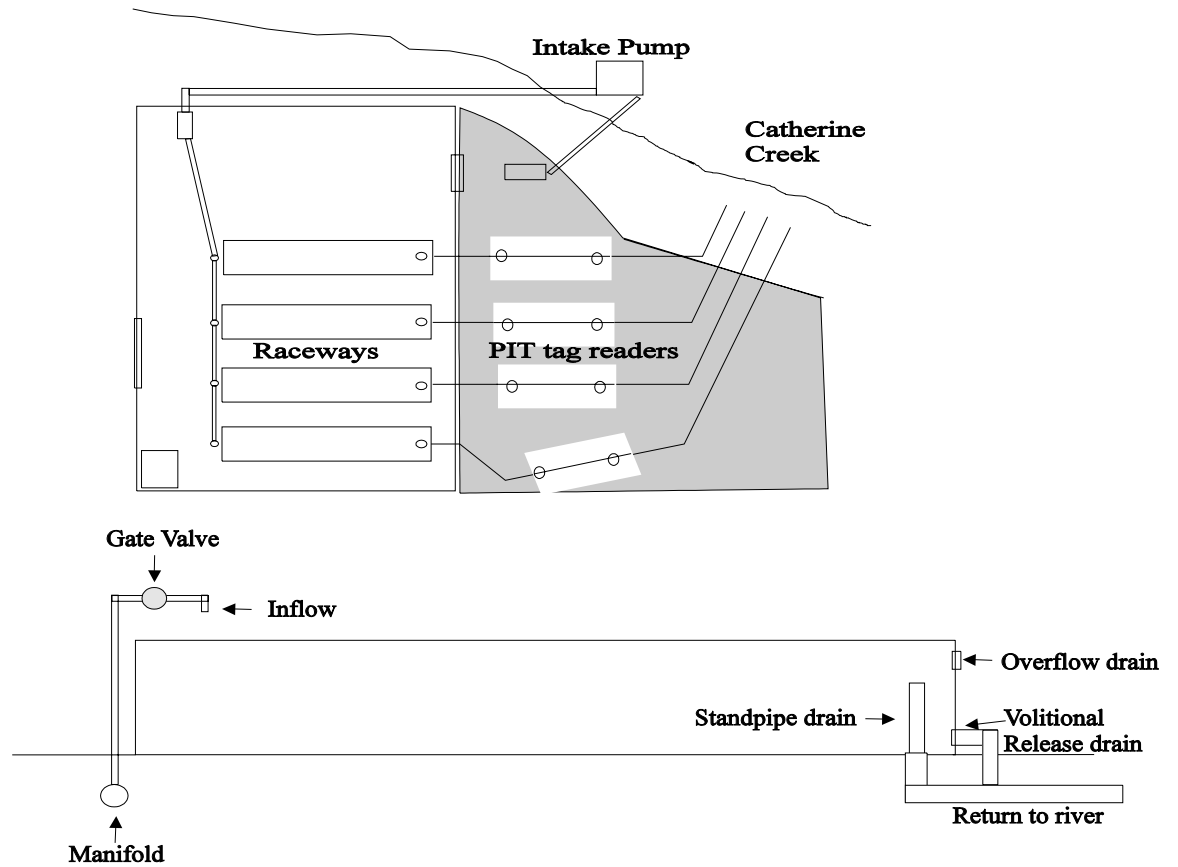 Intake Pump
Catherine
Creek
Raceways
PIT tag readers
Gate Valve
Inflow
Overflow drain
Standpipe drain
Volitional
Release drain
Return to river
Manifold